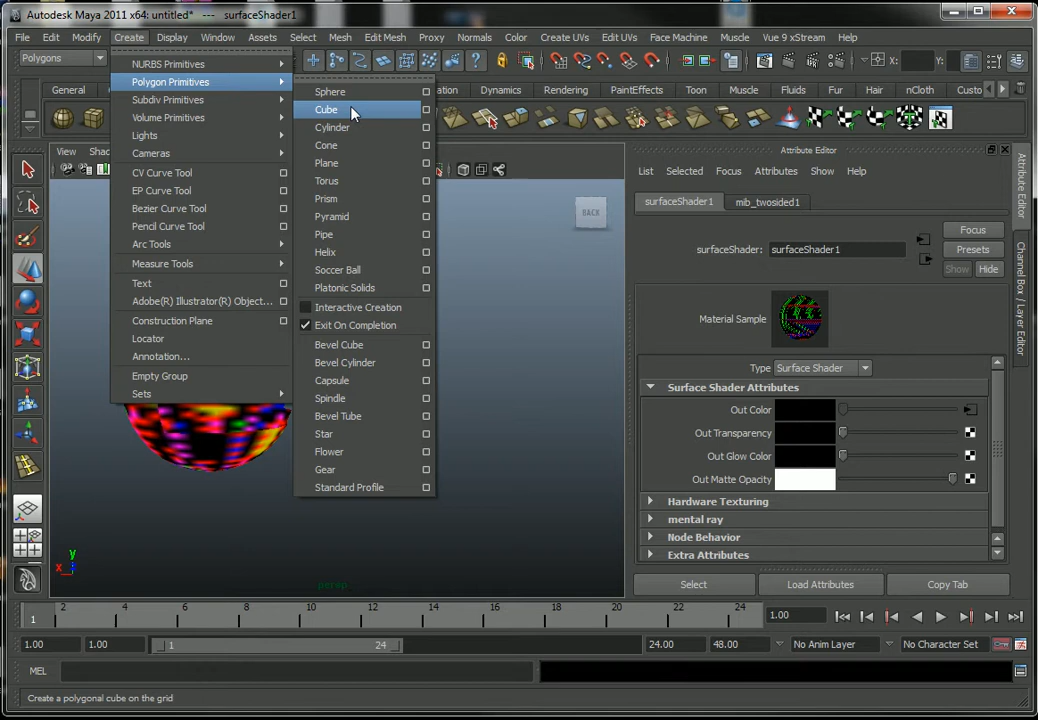 Autodesk Maya 2011 x64: untitled* --- surfaceShader1
File Edit Modify Create Display Window Assets Select Mesh Edit Mesh Proxy Normals Color Create UVs Edit UVs Face Machine Muscle Vue 9 xStream Help
Polygons
X:
Y:
General
ation Dynamics Rendering PaintEffects Toon Muscle Fluids Fur Hair nCloth Custo
View Sha
NURBS Primitives
Polygon Primitives
Subdiv Primitives
Volume Primitives
Lights
Cameras
CV Curve Tool
EP Curve Tool
Bezier Curve Tool
Pencil Curve Tool
Arc Tools
Measure Tools
Text
Adobe(R) Illustrator(R) Object...
Construction Plane
Locator
Annotation...
Empty Group
Sets
Sphere
Cube
Cylinder
Cone
Plane
Torus
Prism
Pyramid
Pipe
Helix
Soccer Ball
Platonic Solids
Interactive Creation
Exit On Completion
Bevel Cube
Bevel Cylinder
Capsule
Spindle
Bevel Tube
Star
Flower
Gear
Standard Profile
BACK
y
x
z
persp
Attribute Editor
List Selected Focus Attributes Show Help
surfaceShader1 mib_twosided1
surfaceShader: surfaceShader1
Focus
Presets
Show Hide
Material Sample
Type Surface Shader
Surface Shader Attributes
Out Color
Out Transparency
Out Glow Color
Out Matte Opacity
Hardware Texturing
mental ray
Node Behavior
Extra Attributes
Select Load Attributes Copy Tab
Attribute Editor
Channel Box / Layer Editor
1 2 4 6 8 10 12 14 16 18 20 22 24 1.00
1.00 1.00 1 24 24.00 48.00 No Anim Layer No Character Set
MEL
Create a polygonal cube on the grid